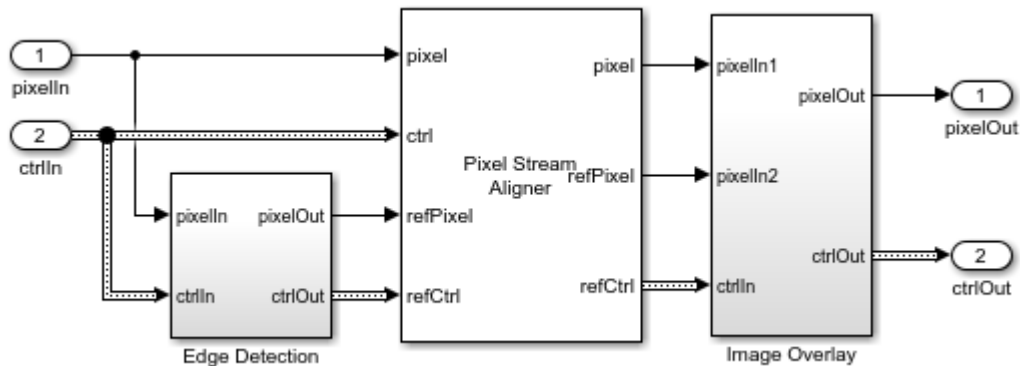 1
pixelIn
2
ctrlIn
pixelIn
pixelOut
ctrlIn
ctrlOut
Edge Detection
pixel
ctrl
refPixel
refCtrl
Pixel Stream
Aligner
pixel
refPixel
refCtrl
pixelIn1
pixelIn2
ctrlIn
pixelOut
ctrlOut
Image Overlay
1
pixelOut
2
ctrlOut